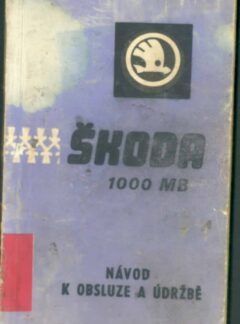 ŠKODA
1000 MB
NÁVOD
K OBSLUZE A ÚDRŽBĚ